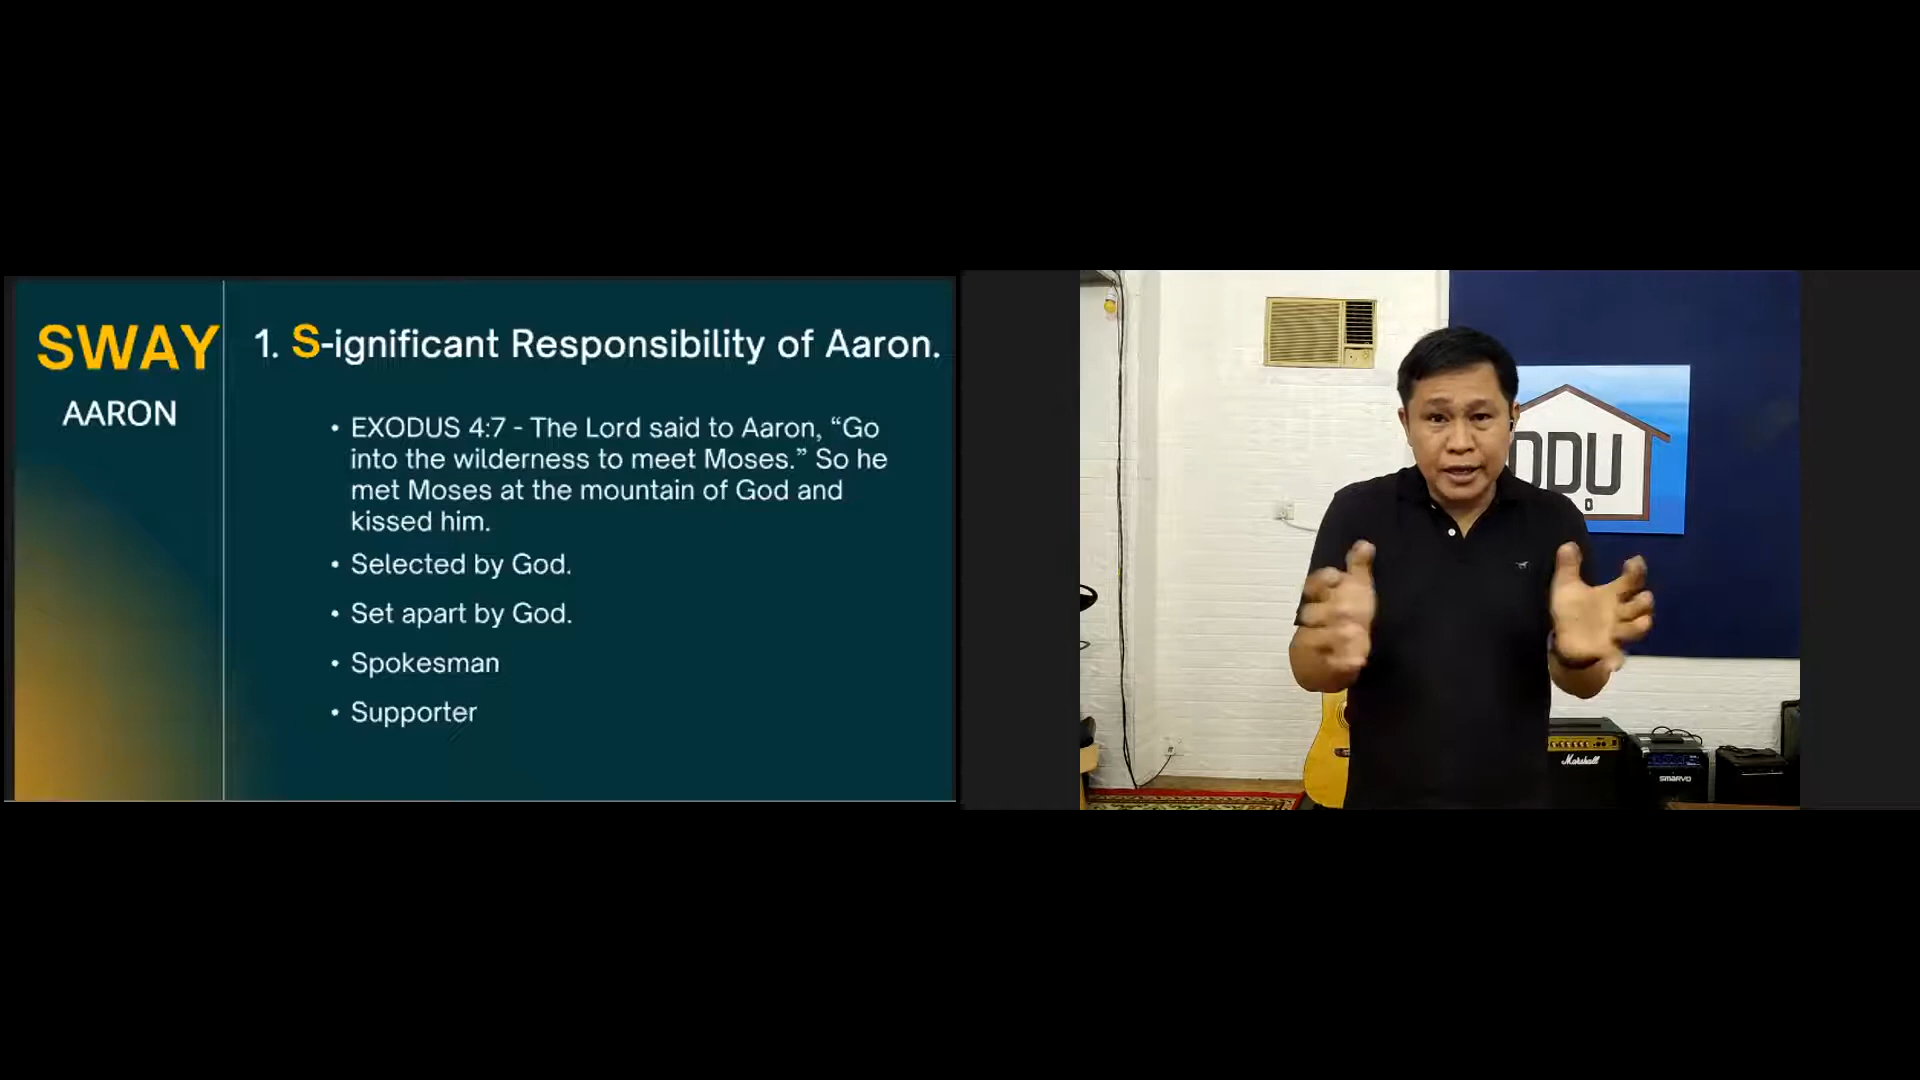 SWAY
AARON
1. S-ignificant Responsibility of Aaron.
• EXODUS 4:7 - The Lord said to Aaron, “Go
into the wilderness to meet Moses.” So he
met Moses at the mountain of God and
kissed him.
• Selected by God.
• Set apart by God.
• Spokesman
• Supporter
Marshall
SMARVO